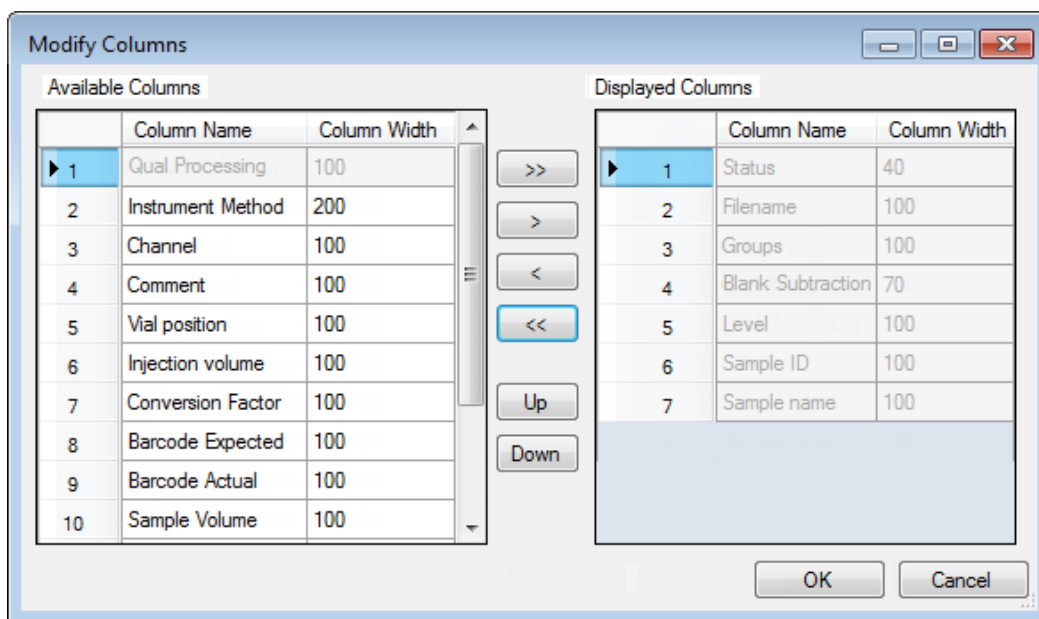 Modify Columns
Available Columns
Column Name Column Width
1 Qual Processing 100
2 Instrument Method 200
3 Channel 100
4 Comment 100
5 Vial position 100
6 Injection volume 100
7 Conversion Factor 100
8 Barcode Expected 100
9 Barcode Actual 100
10 Sample Volume 100
>>
>
<
<<
Up
Down
Displayed Columns
Column Name Column Width
1 Status 40
2 Filename 100
3 Groups 100
4 Blank Subtraction 70
5 Level 100
6 Sample ID 100
7 Sample name 100
OK Cancel